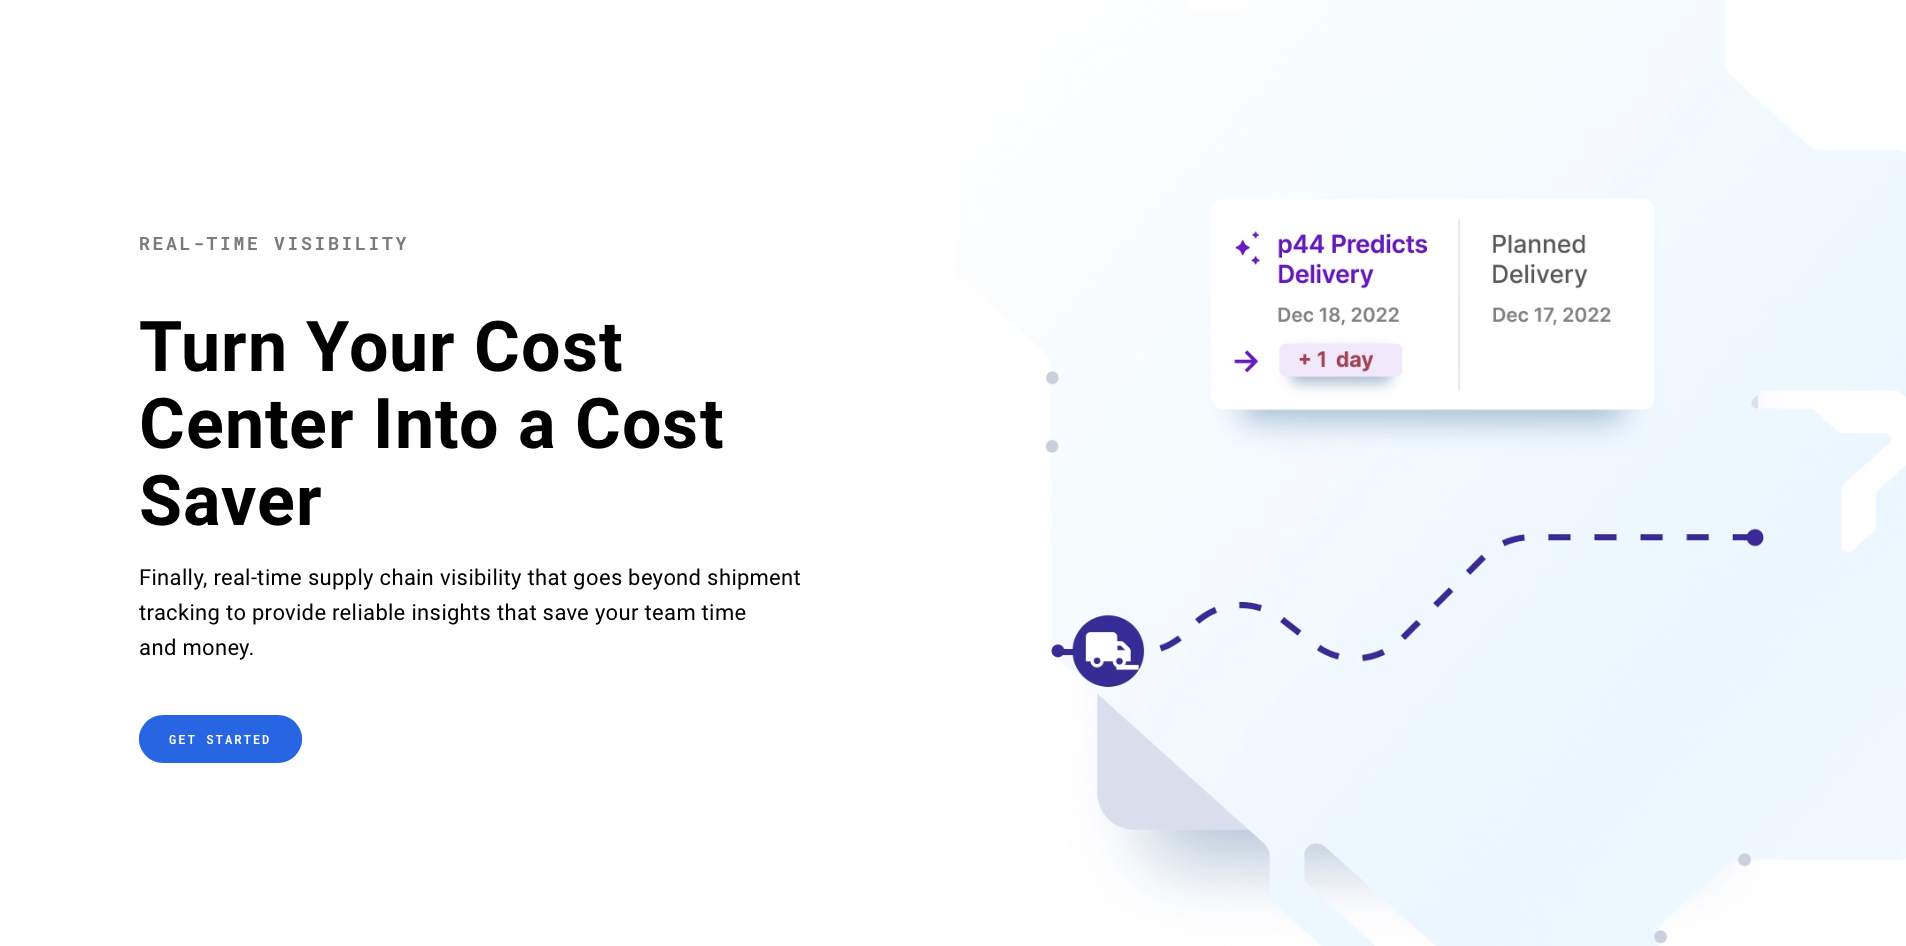 REAL-TIME VISIBILITY
Turn Your Cost
Center Into a Cost
Saver
Finally, real-time supply chain visibility that goes beyond shipment
tracking to provide reliable insights that save your team time
and money.
GET STARTED
p44 Predicts
Delivery
Dec 18, 2022
+ 1 day
Planned
Delivery
Dec 17, 2022